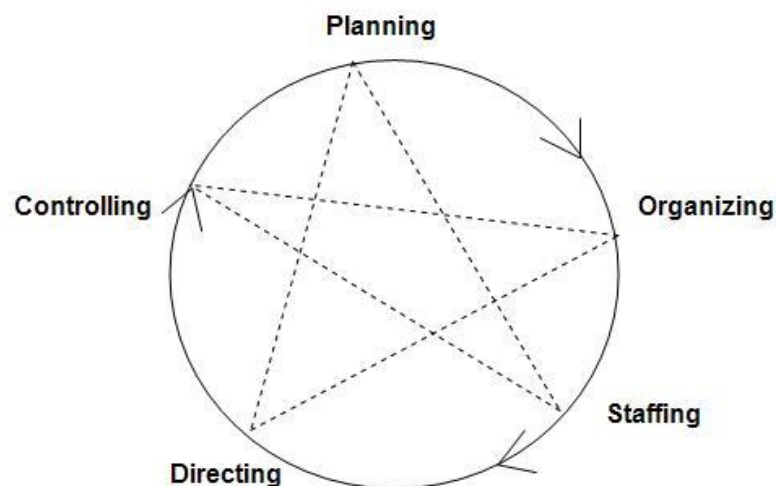 Planning
Organizing
Staffing
Directing
Controlling